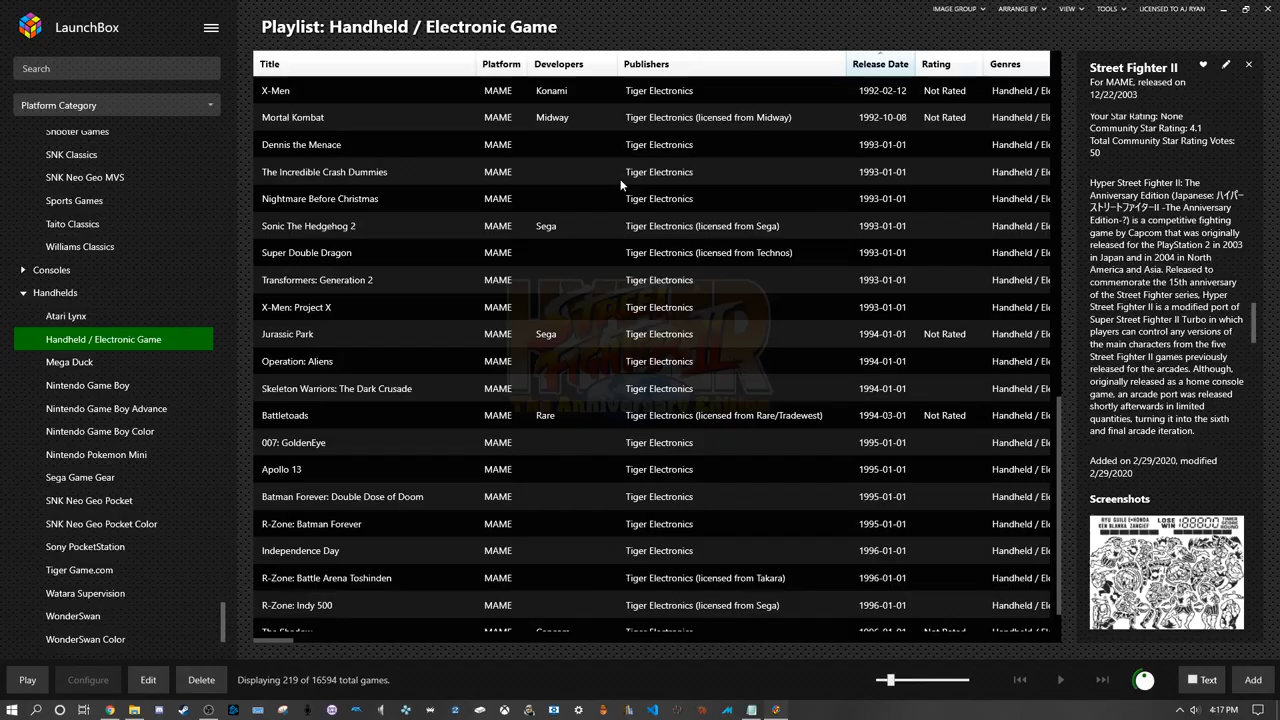 LaunchBox
Playlist: Handheld / Electronic Game
IMAGE GROUP
ARRANGE BY
VIEW
TOOLS
LICENSED TO AJ RYAN
Search
Platform Category
Shooter Games
SNK Classics
SNK Neo Geo MVS
Sports Games
Taito Classics
Williams Classics
Consoles
Handhelds
Atari Lynx
Handheld / Electronic Game
Mega Duck
Nintendo Game Boy
Nintendo Game Boy Advance
Nintendo Game Boy Color
Nintendo Pokemon Mini
Sega Game Gear
SNK Neo Geo Pocket
SNK Neo Geo Pocket Color
Sony PocketStation
Tiger Game.com
Watara Supervision
WonderSwan
WonderSwan Color
Title Platform Developers Publishers Release Date Rating Genres
X-Men MAME Konami Tiger Electronics 1992-02-12 Not Rated Handheld / Ele
Mortal Kombat MAME Midway Tiger Electronics (licensed from Midway) 1992-10-08 Not Rated Handheld / Ele
Dennis the Menace MAME Tiger Electronics 1993-01-01 Handheld / Ele
The Incredible Crash Dummies MAME Tiger Electronics 1993-01-01 Handheld / Ele
Nightmare Before Christmas MAME Tiger Electronics 1993-01-01 Handheld / Ele
Sonic The Hedgehog 2 MAME Sega Tiger Electronics (licensed from Sega) 1993-01-01 Handheld / Ele
Super Double Dragon MAME Tiger Electronics (licensed from Technos) 1993-01-01 Handheld / Ele
Transformers: Generation 2 MAME Tiger Electronics 1993-01-01 Handheld / Ele
X-Men: Project X MAME Tiger Electronics 1993-01-01 Handheld / Ele
Jurassic Park MAME Sega Tiger Electronics 1994-01-01 Not Rated Handheld / Ele
Operation: Aliens MAME Tiger Electronics 1994-01-01 Handheld / Ele
Skeleton Warriors: The Dark Crusade MAME Tiger Electronics 1994-01-01 Handheld / Ele
Battletoads MAME Rare Tiger Electronics (licensed from Rare/Tradewest) 1994-03-01 Not Rated Handheld / Ele
007: GoldenEye MAME Tiger Electronics 1995-01-01 Handheld / Ele
Apollo 13 MAME Tiger Electronics 1995-01-01 Handheld / Ele
Batman Forever: Double Dose of Doom MAME Tiger Electronics 1995-01-01 Handheld / Ele
R-Zone: Batman Forever MAME Tiger Electronics 1995-01-01 Handheld / Ele
Independence Day MAME Tiger Electronics 1996-01-01 Handheld / Ele
R-Zone: Battle Arena Toshinden MAME Tiger Electronics (licensed from Takara) 1996-01-01 Handheld / Ele
R-Zone: Indy 500 MAME Tiger Electronics (licensed from Sega) 1996-01-01 Handheld / Ele
HYPER
STREET FIGHTER II
The Anniversary Edition
Street Fighter II
For MAME, released on
12/22/2003
Your Star Rating: None
Community Star Rating: 4.1
Total Community Star Rating Votes:
50
Hyper Street Fighter II: The
Anniversary Edition (Japanese: ハイパー
ストリートファイターII -The Anniversary
Edition-?) is a competitive fighting
game by Capcom that was originally
released for the PlayStation 2 in 2003
in Japan and in 2004 in North
America and Asia. Released to
commemorate the 15th anniversary
of the Street Fighter series, Hyper
Street Fighter II is a modified port of
Super Street Fighter II Turbo in which
players can control any versions of
the main characters from the five
Street Fighter II games previously
released for the arcades. Although,
originally released as a home console
game, an arcade port was released
shortly afterwards in limited
quantities, turning it into the sixth
and final arcade iteration.
Added on 2/29/2020, modified
2/29/2020
Screenshots
RYU GUILE E•HONDA
KEN BLANKA ZANGIEF
LOSE
WIN
TIMER
SCORE
ROUND
Play
Configure
Edit
Delete
Displaying 219 of 16594 total games.
Text
Add
4:17 PM